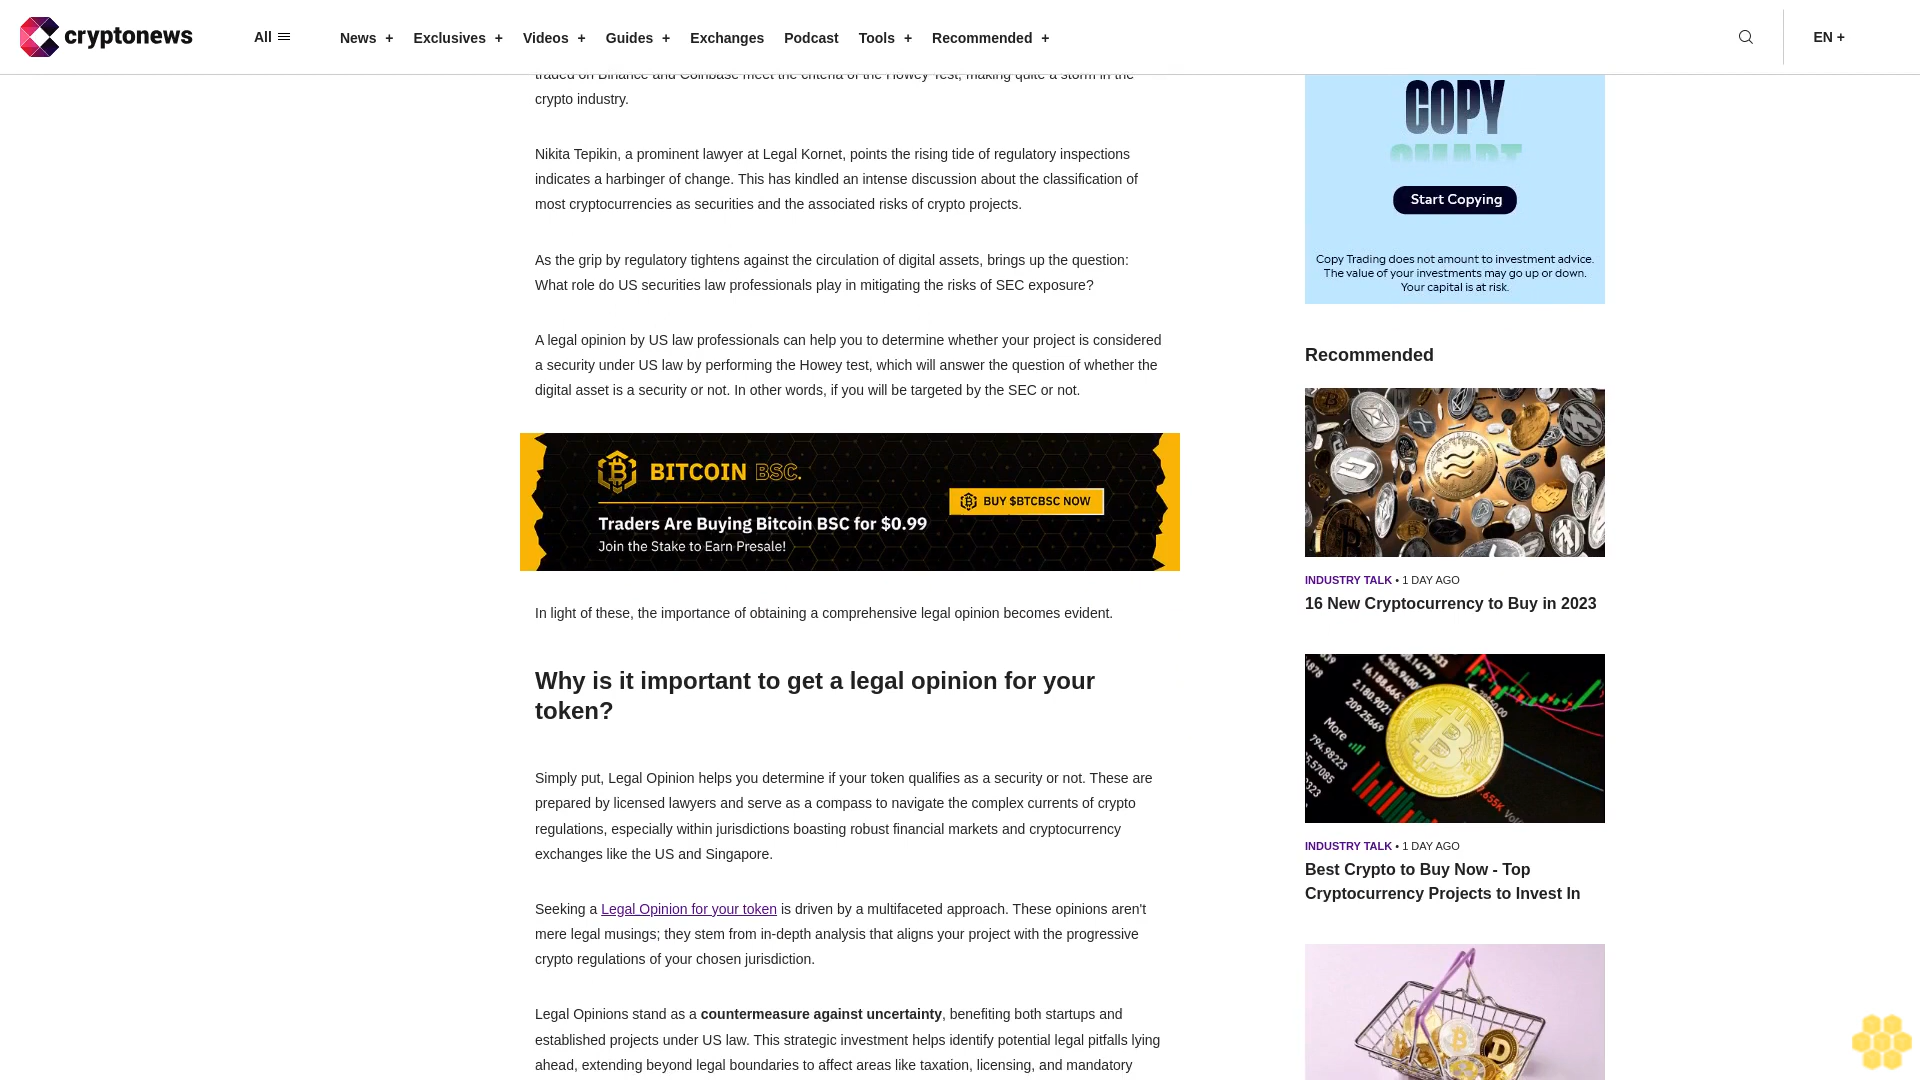 cryptonews
All
News +
Exclusives +
Videos +
Guides +
Exchanges
Podcast
Tools +
Recommended +
EN +
traded on Binance and Coinbase meet the criteria of the Howey Test, making quite a storm in the
crypto industry.
Nikita Tepikin, a prominent lawyer at Legal Kornet, points the rising tide of regulatory inspections
indicates a harbinger of change. This has kindled an intense discussion about the classification of
most cryptocurrencies as securities and the associated risks of crypto projects.
As the grip by regulatory tightens against the circulation of digital assets, brings up the question:
What role do US securities law professionals play in mitigating the risks of SEC exposure?
A legal opinion by US law professionals can help you to determine whether your project is considered
a security under US law by performing the Howey test, which will answer the question of whether the
digital asset is a security or not. In other words, if you will be targeted by the SEC or not.
BITCOIN BSC.
Traders Are Buying Bitcoin BSC for $0.99
Join the Stake to Earn Presale!
BUY $BTCBSC NOW
In light of these, the importance of obtaining a comprehensive legal opinion becomes evident.
Why is it important to get a legal opinion for your
token?
Simply put, Legal Opinion helps you determine if your token qualifies as a security or not. These are
prepared by licensed lawyers and serve as a compass to navigate the complex currents of crypto
regulations, especially within jurisdictions boasting robust financial markets and cryptocurrency
exchanges like the US and Singapore.
Seeking a Legal Opinion for your token is driven by a multifaceted approach. These opinions aren't
mere legal musings; they stem from in-depth analysis that aligns your project with the progressive
crypto regulations of your chosen jurisdiction.
Legal Opinions stand as a countermeasure against uncertainty, benefiting both startups and
established projects under US law. This strategic investment helps identify potential legal pitfalls lying
ahead, extending beyond legal boundaries to affect areas like taxation, licensing, and mandatory
COPY
Start Copying
Copy Trading does not amount to investment advice.
The value of your investments may go up or down.
Your capital is at risk.
Recommended
INDUSTRY TALK • 1 DAY AGO
16 New Cryptocurrency to Buy in 2023
More
INDUSTRY TALK • 1 DAY AGO
Best Crypto to Buy Now - Top
Cryptocurrency Projects to Invest In